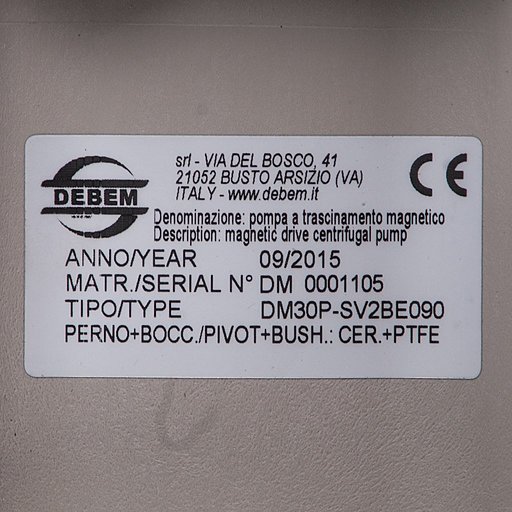 DEBEM
srl - VIA DEL BOSCO, 41
21052 BUSTO ARSIZIO (VA)
ITALY - www.debem.it
CE
Denominazione: pompa a trascinamento magnetico
Description: magnetic drive centrifugal pump
ANNO/YEAR 09/2015
MATR./SERIAL N° DM 0001105
TIPO/TYPE DM30P-SV2BE090
PERNO+BOCC./PIVOT+BUSH.: CER.+PTFE